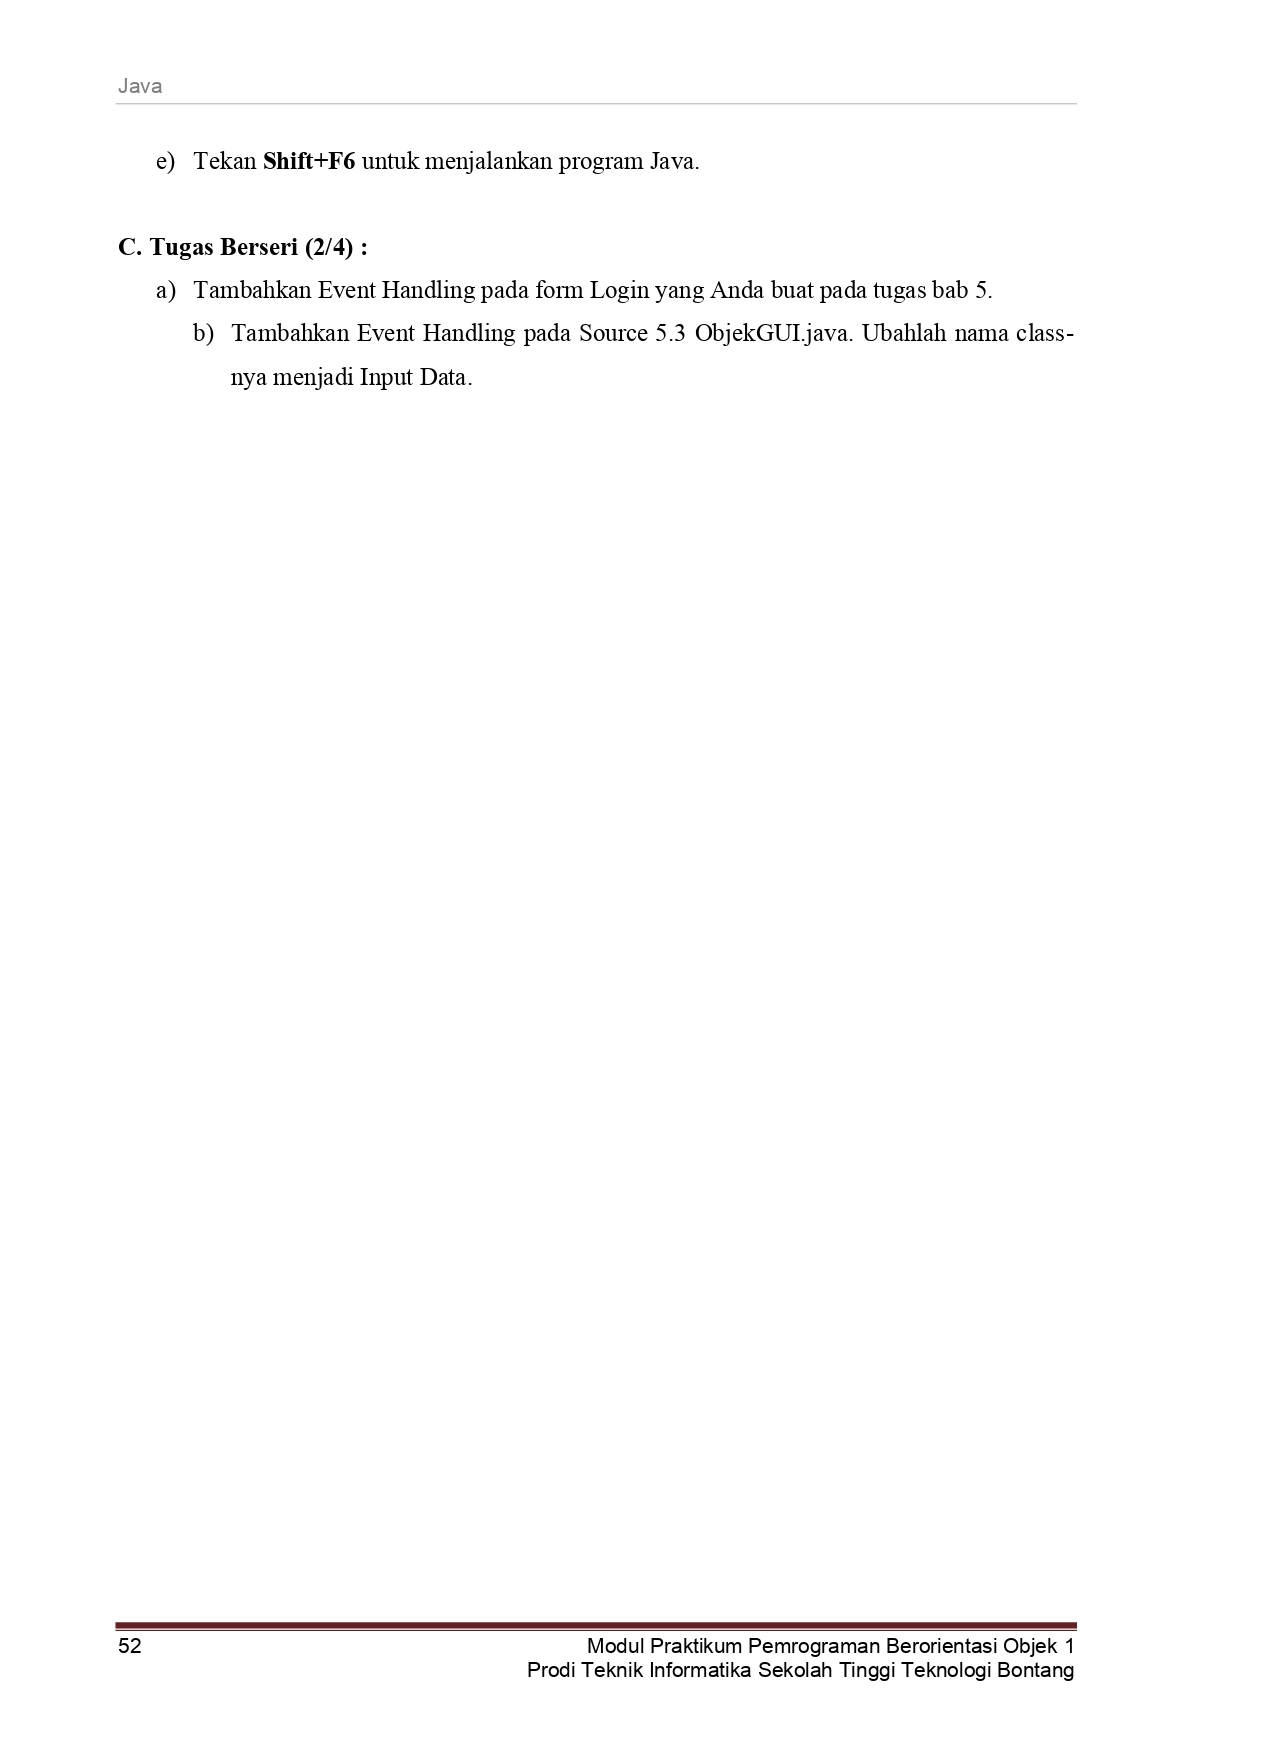 Java
e) Tekan Shift+F6 untuk menjalankan program Java.
C. Tugas Berseri (2/4) :
a) Tambahkan Event Handling pada form Login yang Anda buat pada tugas bab 5.
b) Tambahkan Event Handling pada Source 5.3 ObjekGUI.java. Ubahlah nama class-
nya menjadi Input Data.
52
Modul Praktikum Pemrograman Berorientasi Objek 1
Prodi Teknik Informatika Sekolah Tinggi Teknologi Bontang